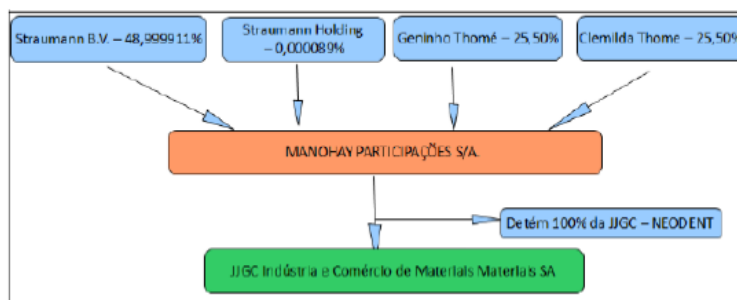 Straumann B.V. – 48,999911%
Straumann Holding
– 0,000089%
Geninho Thomé – 25,50%
Clemilda Thome – 25,50%
MANOHAY PARTICIPAÇÕES S/A.
Detém 100% da JJGC – NEODENT
JJGC Indústria e Comércio de Materiais Materiais SA